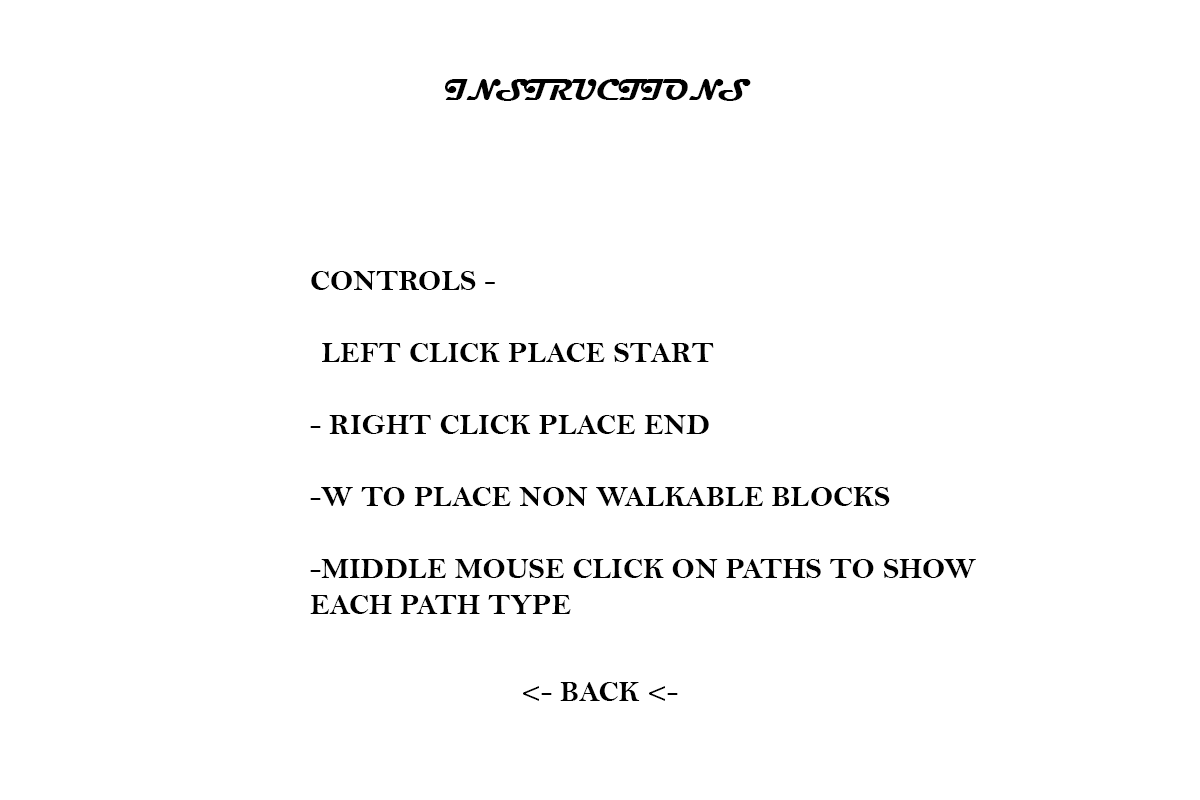 INSTRUCTIONS
CONTROLS -
LEFT CLICK PLACE START
- RIGHT CLICK PLACE END
-W TO PLACE NON WALKABLE BLOCKS
-MIDDLE MOUSE CLICK ON PATHS TO SHOW
EACH PATH TYPE
<- BACK <-